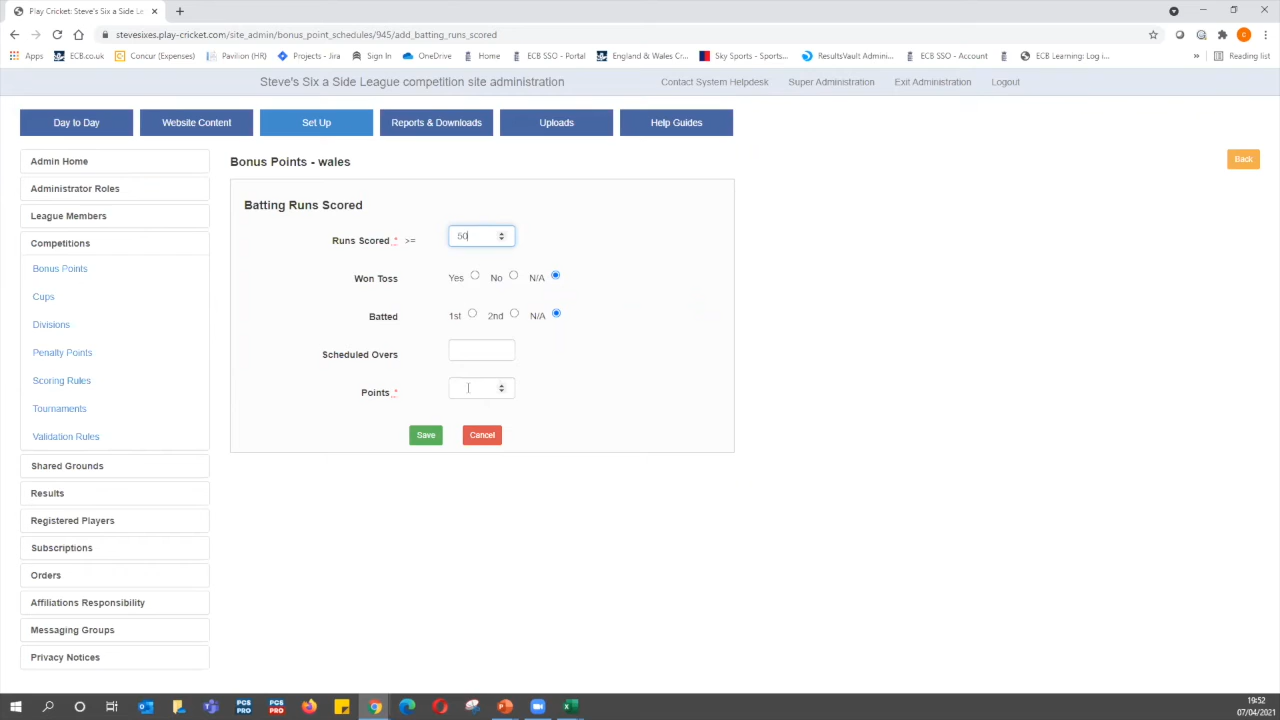 Play Cricket: Steve's Six a Side Le
stevesixes.play-cricket.com/site_admin/bonus_point_schedules/945/add_batting_runs_scored
Apps ECB.co.uk Concur (Expenses) Pavilion (HR) Projects - Jira Sign In OneDrive Home ECB SSO - Portal England & Wales Cr... Sky Sports - Sports... ResultsVault Admini... ECB SSO - Account ECB Learning: Log i... » Reading list
Steve's Six a Side League competition site administration Contact System Helpdesk Super Administration Exit Administration Logout
Day to Day Website Content Set Up Reports & Downloads Uploads Help Guides
Admin Home
Administrator Roles
League Members
Competitions
Bonus Points
Cups
Divisions
Penalty Points
Scoring Rules
Tournaments
Validation Rules
Shared Grounds
Results
Registered Players
Subscriptions
Orders
Affiliations Responsibility
Messaging Groups
Privacy Notices
Bonus Points - wales Back
Batting Runs Scored
Runs Scored * >= 50
Won Toss Yes No N/A
Batted 1st 2nd N/A
Scheduled Overs
Points *
Save Cancel
PCS PRO PCS PRO
19:52
07/04/2021